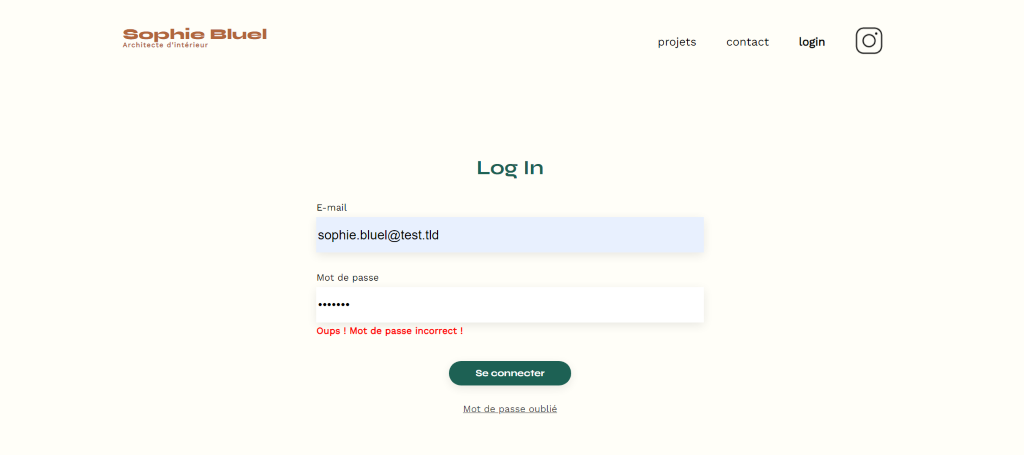 Sophie Bluel
Architecte d'intérieur
projets contact login
Log In
E-mail
sophie.bluel@test.tld
Mot de passe
•••••••
Oups ! Mot de passe incorrect !
Se connecter
Mot de passe oublié